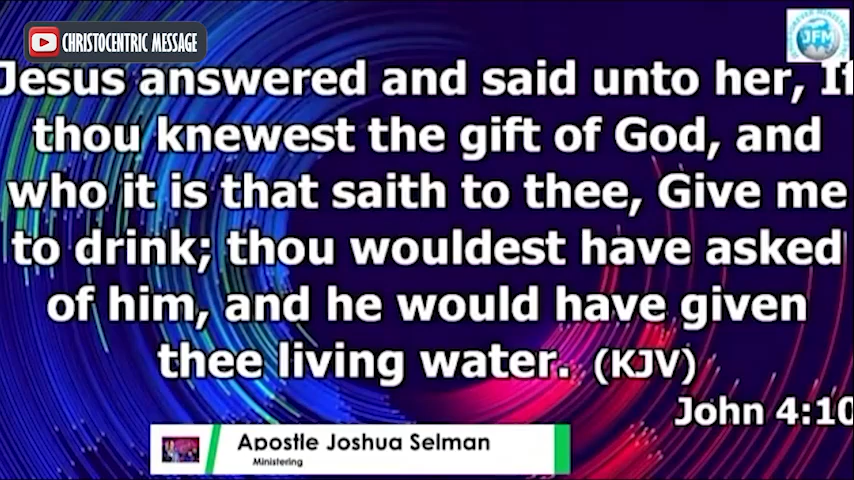 CHRISTOCENTRIC MESSAGE
JFM
Jesus answered and said unto her, If
thou knewest the gift of God, and
who it is that saith to thee, Give me
to drink; thou wouldest have asked
of him, and he would have given
thee living water. (KJV)
John 4:10
Apostle Joshua Selman
Ministering